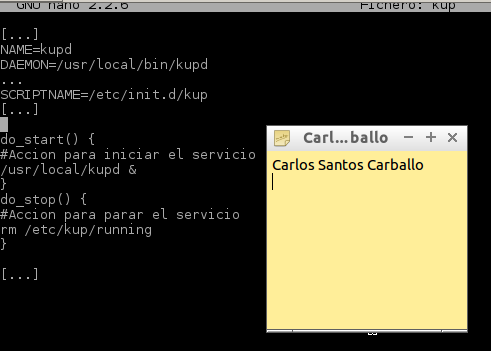 GNU nano 2.2.6 Fichero: kup
[...]
NAME=kupd
DAEMON=/usr/local/bin/kupd
...
SCRIPTNAME=/etc/init.d/kup
[...]
do_start() {
#Accion para iniciar el servicio
/usr/local/kupd &
}
do_stop() {
#Accion para parar el servicio
rm /etc/kup/running
}
[...]
Carl...ballo
Carlos Santos Carballo